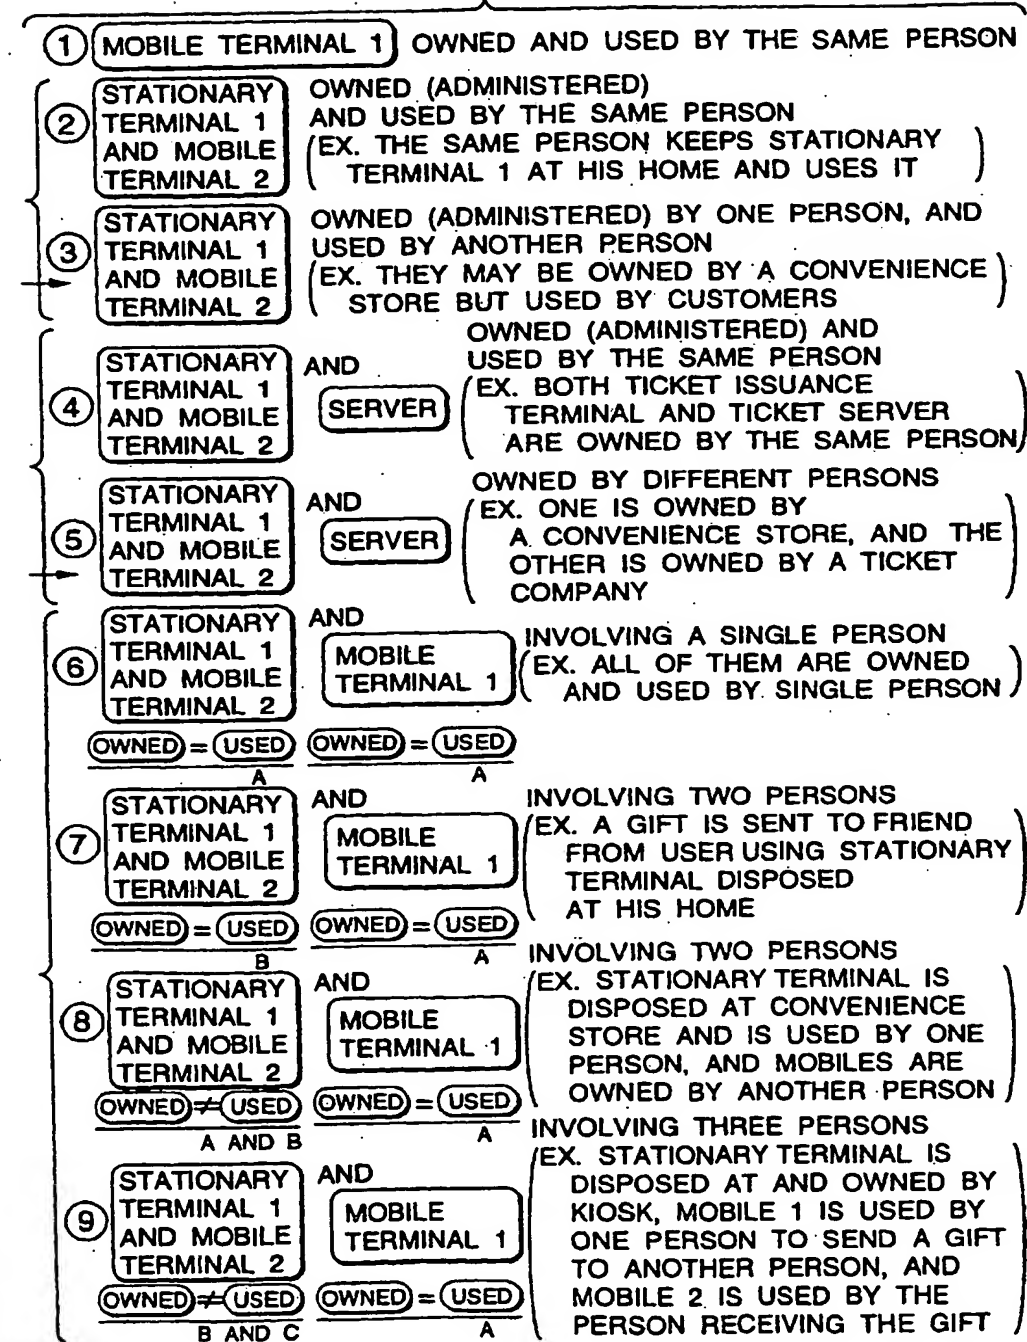 ① MOBILE TERMINAL 1 OWNED AND USED BY THE SAME PERSON
② STATIONARY TERMINAL 1 AND MOBILE TERMINAL 2
OWNED (ADMINISTERED)
AND USED BY THE SAME PERSON
(EX. THE SAME PERSON KEEPS STATIONARY
TERMINAL 1 AT HIS HOME AND USES IT)
③ STATIONARY TERMINAL 1 AND MOBILE TERMINAL 2
OWNED (ADMINISTERED) BY ONE PERSON, AND
USED BY ANOTHER PERSON
(EX. THEY MAY BE OWNED BY A CONVENIENCE
STORE BUT USED BY CUSTOMERS)
④ STATIONARY TERMINAL 1 AND MOBILE TERMINAL 2
AND
SERVER
OWNED (ADMINISTERED) AND
USED BY THE SAME PERSON
(EX. BOTH TICKET ISSUANCE
TERMINAL AND TICKET SERVER
ARE OWNED BY THE SAME PERSON)
⑤ STATIONARY TERMINAL 1 AND MOBILE TERMINAL 2
AND
SERVER
OWNED BY DIFFERENT PERSONS
(EX. ONE IS OWNED BY
A CONVENIENCE STORE, AND THE
OTHER IS OWNED BY A TICKET
COMPANY)
⑥ STATIONARY TERMINAL 1 AND MOBILE TERMINAL 2
AND
MOBILE
TERMINAL 1
INVOLVING A SINGLE PERSON
(EX. ALL OF THEM ARE OWNED
AND USED BY SINGLE PERSON)
OWNED = USED OWNED = USED
A A
⑦ STATIONARY TERMINAL 1 AND MOBILE TERMINAL 2
AND
MOBILE
TERMINAL 1
INVOLVING TWO PERSONS
(EX. A GIFT IS SENT TO FRIEND
FROM USER USING STATIONARY
TERMINAL DISPOSED
AT HIS HOME)
OWNED = USED OWNED = USED
B A
⑧ STATIONARY TERMINAL 1 AND MOBILE TERMINAL 2
AND
MOBILE
TERMINAL 1
INVOLVING TWO PERSONS
(EX. STATIONARY TERMINAL IS
DISPOSED AT CONVENIENCE
STORE AND IS USED BY ONE
PERSON, AND MOBILES ARE
OWNED BY ANOTHER PERSON)
OWNED ≠ USED OWNED = USED
A AND B A
⑨ STATIONARY TERMINAL 1 AND MOBILE TERMINAL 2
AND
MOBILE
TERMINAL 1
INVOLVING THREE PERSONS
(EX. STATIONARY TERMINAL IS
DISPOSED AT AND OWNED BY
KIOSK, MOBILE 1 IS USED BY
ONE PERSON TO SEND A GIFT
TO ANOTHER PERSON, AND
MOBILE 2 IS USED BY THE
PERSON RECEIVING THE GIFT)
OWNED ≠ USED OWNED = USED
B AND C A